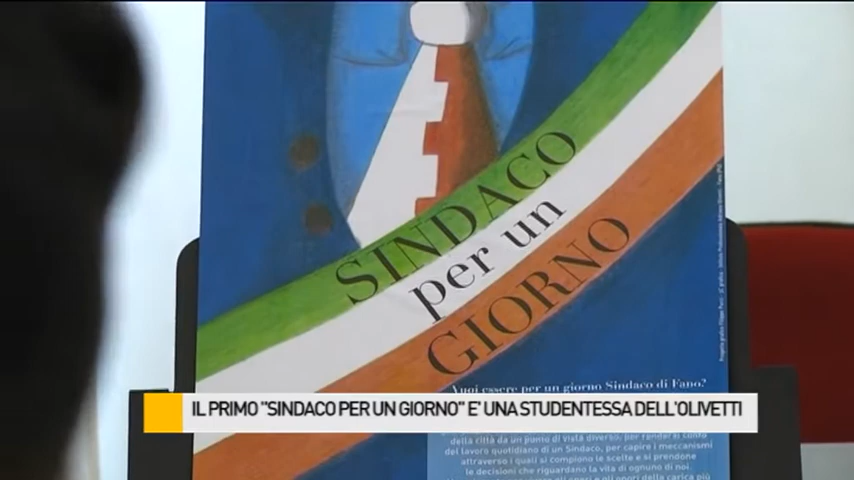 SINDACO
per un
GIORNO
Vuoi essere per un giorno Sindaco di Fano?
IL PRIMO "SINDACO PER UN GIORNO" E' UNA STUDENTESSA DELL'OLIVETTI
della città da un punto di vista diverso, per renderti conto
del lavoro quotidiano di un Sindaco, per capire i meccanismi
attraverso i quali si compiono le scelte e si prendono
le decisioni che riguardano la vita di ognuno di noi.